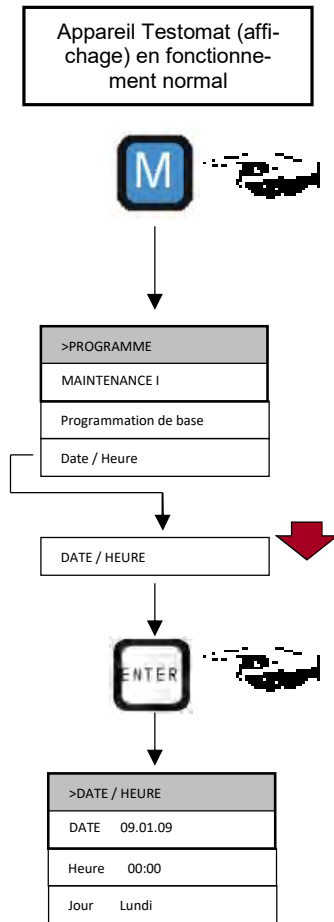 Appareil Testomat (affi-
chage) en fonctionne-
ment normal
M
>PROGRAMME
MAINTENANCE I
Programmation de base
Date / Heure
DATE / HEURE
ENTER
>DATE / HEURE
DATE 09.01.09
Heure 00:00
Jour Lundi